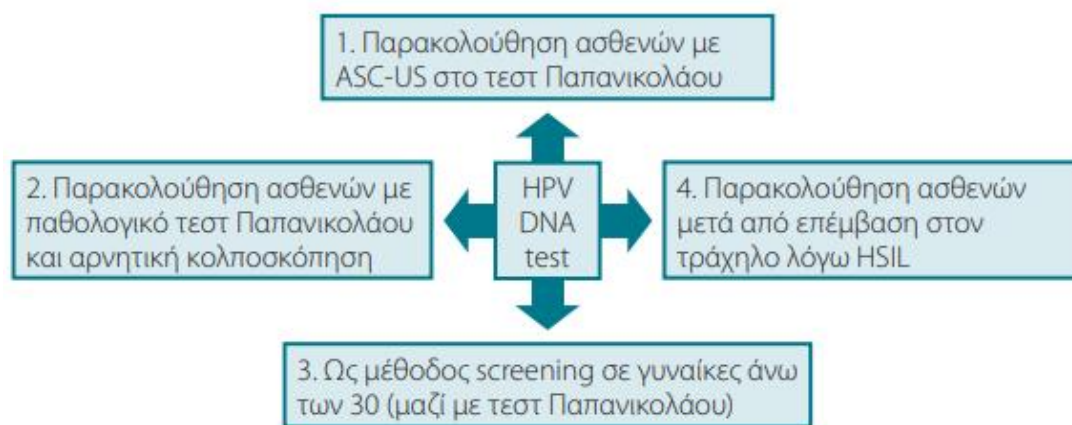 1. Παρακολούθηση ασθενών με
ASC-US στο τεστ Παπανικολάου
2. Παρακολούθηση ασθενών με
παθολογικό τεστ Παπανικολάου
και αρνητική κολποσκόπηση
HPV
DNA
test
4. Παρακολούθηση ασθενών
μετά από επέμβαση στον
τράχηλο λόγω HSIL
3. Ως μέθοδος screening σε γυναίκες άνω
των 30 (μαζί με τεστ Παπανικολάου)